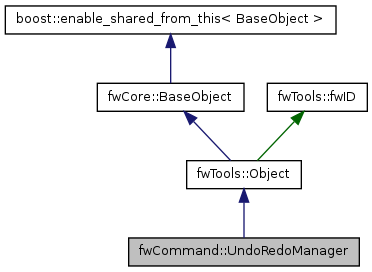 boost::enable_shared_from_this< BaseObject >
fwCore::BaseObject
fwTools::fwID
fwTools::Object
fwCommand::UndoRedoManager